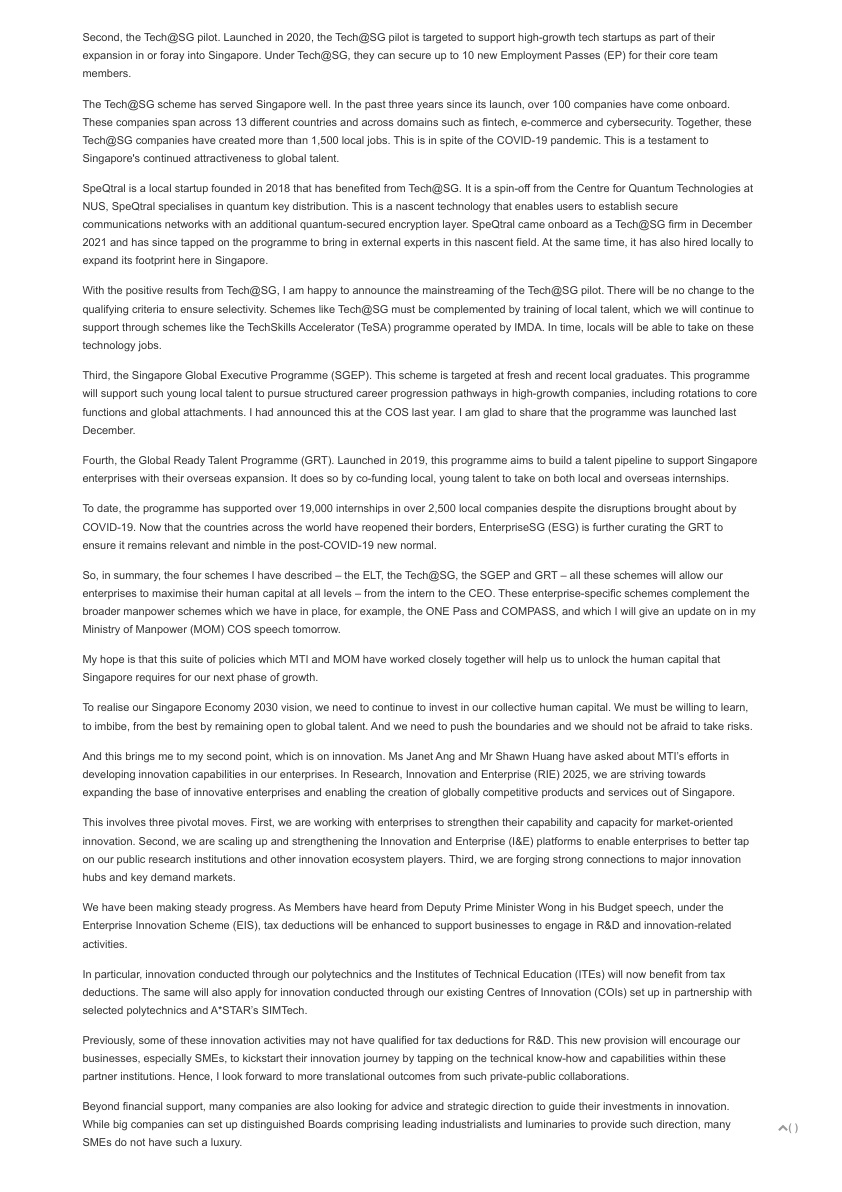 Second, the Tech@SG pilot. Launched in 2020, the Tech@SG pilot is targeted to support high-growth tech startups as part of their
expansion in or foray into Singapore. Under Tech@SG, they can secure up to 10 new Employment Passes (EP) for their core team
members.
The Tech@SG scheme has served Singapore well. In the past three years since its launch, over 100 companies have come onboard.
These companies span across 13 different countries and across domains such as fintech, e-commerce and cybersecurity. Together, these
Tech@SG companies have created more than 1,500 local jobs. This is in spite of the COVID-19 pandemic. This is a testament to
Singapore's continued attractiveness to global talent.
SpeQtral is a local startup founded in 2018 that has benefited from Tech@SG. It is a spin-off from the Centre for Quantum Technologies at
NUS, SpeQtral specialises in quantum key distribution. This is a nascent technology that enables users to establish secure
communications networks with an additional quantum-secured encryption layer. SpeQtral came onboard as a Tech@SG firm in December
2021 and has since tapped on the programme to bring in external experts in this nascent field. At the same time, it has also hired locally to
expand its footprint here in Singapore.
With the positive results from Tech@SG, I am happy to announce the mainstreaming of the Tech@SG pilot. There will be no change to the
qualifying criteria to ensure selectivity. Schemes like Tech@SG must be complemented by training of local talent, which we will continue to
support through schemes like the TechSkills Accelerator (TeSA) programme operated by IMDA. In time, locals will be able to take on these
technology jobs.
Third, the Singapore Global Executive Programme (SGEP). This scheme is targeted at fresh and recent local graduates. This programme
will support such young local talent to pursue structured career progression pathways in high-growth companies, including rotations to core
functions and global attachments. I had announced this at the COS last year. I am glad to share that the programme was launched last
December.
Fourth, the Global Ready Talent Programme (GRT). Launched in 2019, this programme aims to build a talent pipeline to support Singapore
enterprises with their overseas expansion. It does so by co-funding local, young talent to take on both local and overseas internships.
To date, the programme has supported over 19,000 internships in over 2,500 local companies despite the disruptions brought about by
COVID-19. Now that the countries across the world have reopened their borders, EnterpriseSG (ESG) is further curating the GRT to
ensure it remains relevant and nimble in the post-COVID-19 new normal.
So, in summary, the four schemes I have described – the ELT, the Tech@SG, the SGEP and GRT – all these schemes will allow our
enterprises to maximise their human capital at all levels – from the intern to the CEO. These enterprise-specific schemes complement the
broader manpower schemes which we have in place, for example, the ONE Pass and COMPASS, and which I will give an update on in my
Ministry of Manpower (MOM) COS speech tomorrow.
My hope is that this suite of policies which MTI and MOM have worked closely together will help us to unlock the human capital that
Singapore requires for our next phase of growth.
To realise our Singapore Economy 2030 vision, we need to continue to invest in our collective human capital. We must be willing to learn,
to imbibe, from the best by remaining open to global talent. And we need to push the boundaries and we should not be afraid to take risks.
And this brings me to my second point, which is on innovation. Ms Janet Ang and Mr Shawn Huang have asked about MTI's efforts in
developing innovation capabilities in our enterprises. In Research, Innovation and Enterprise (RIE) 2025, we are striving towards
expanding the base of innovative enterprises and enabling the creation of globally competitive products and services out of Singapore.
This involves three pivotal moves. First, we are working with enterprises to strengthen their capability and capacity for market-oriented
innovation. Second, we are scaling up and strengthening the Innovation and Enterprise (I&E) platforms to enable enterprises to better tap
on our public research institutions and other innovation ecosystem players. Third, we are forging strong connections to major innovation
hubs and key demand markets.
We have been making steady progress. As Members have heard from Deputy Prime Minister Wong in his Budget speech, under the
Enterprise Innovation Scheme (EIS), tax deductions will be enhanced to support businesses to engage in R&D and innovation-related
activities.
In particular, innovation conducted through our polytechnics and the Institutes of Technical Education (ITEs) will now benefit from tax
deductions. The same will also apply for innovation conducted through our existing Centres of Innovation (COIs) set up in partnership with
selected polytechnics and A*STAR's SIMTech.
Previously, some of these innovation activities may not have qualified for tax deductions for R&D. This new provision will encourage our
businesses, especially SMEs, to kickstart their innovation journey by tapping on the technical know-how and capabilities within these
partner institutions. Hence, I look forward to more translational outcomes from such private-public collaborations.
Beyond financial support, many companies are also looking for advice and strategic direction to guide their investments in innovation.
While big companies can set up distinguished Boards comprising leading industrialists and luminaries to provide such direction, many
SMEs do not have such a luxury.
( )